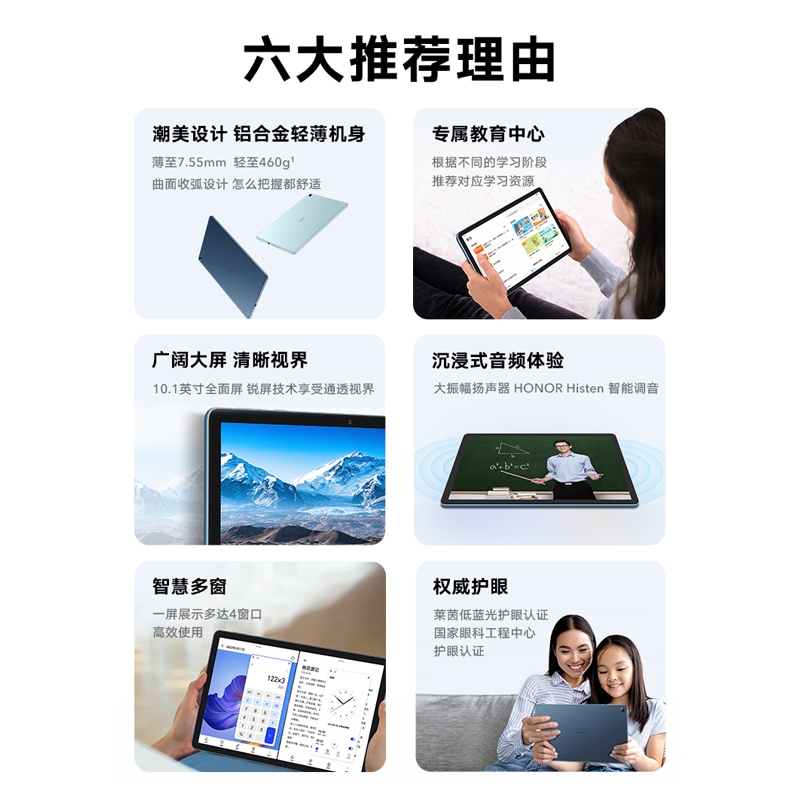 六大推荐理由
潮美设计 铝合金轻薄机身
薄至7.55mm 轻至460g¹
曲面收弧设计 怎么把握都舒适
专属教育中心
根据不同的学习阶段
推荐对应学习资源
广阔大屏 清晰视界
10.1英寸全面屏 锐屏技术享受通透视界
沉浸式音频体验
大振幅扬声器 HONOR Histen 智能调音
a²+b²=c²
智慧多窗
一屏展示多达4窗口
高效使用
122x3
桃花源记
权威护眼
莱茵低蓝光护眼认证
国家眼科工程中心
护眼认证